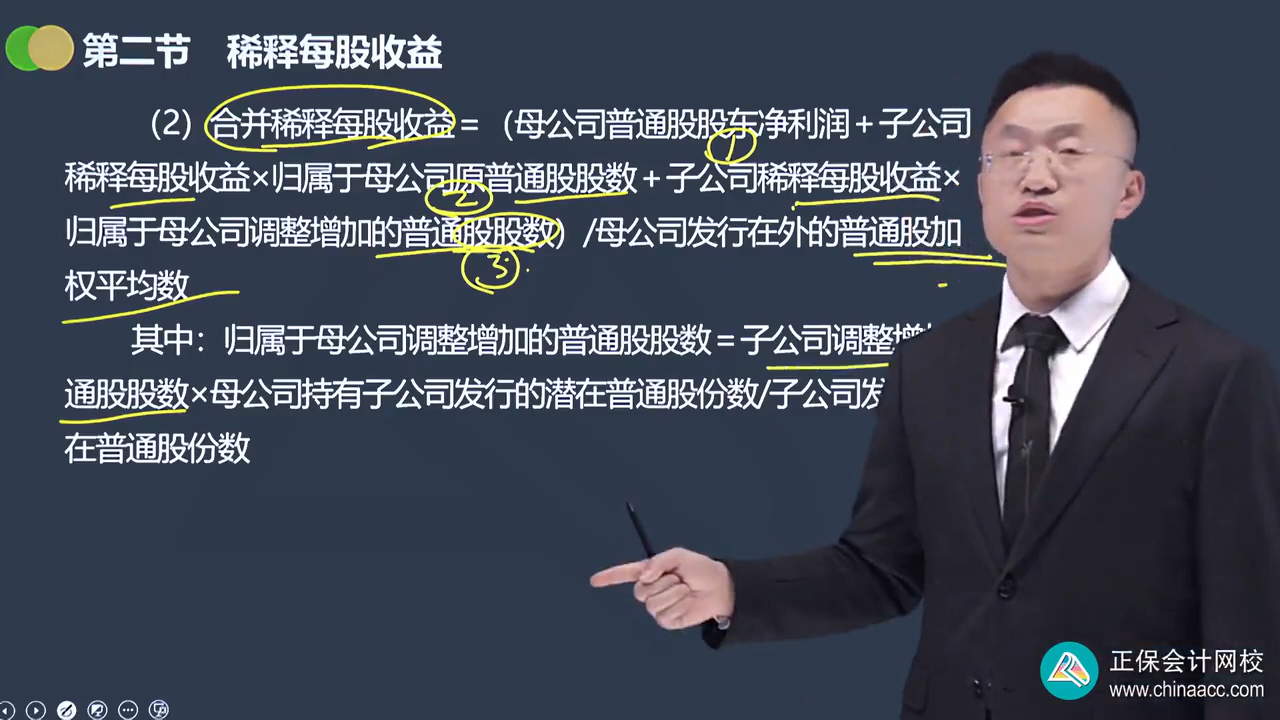 第二节 稀释每股收益
（2）合并稀释每股收益＝（母公司普通股股东净利润＋子公司
稀释每股收益×归属于母公司原普通股股数＋子公司稀释每股收益×
归属于母公司调整增加的普通股股数）/母公司发行在外的普通股加
权平均数
①
②
③
其中：归属于母公司调整增加的普通股股数＝子公司调整增
通股股数×母公司持有子公司发行的潜在普通股份数/子公司发
在普通股份数
正保会计网校
www.chinaacc.com